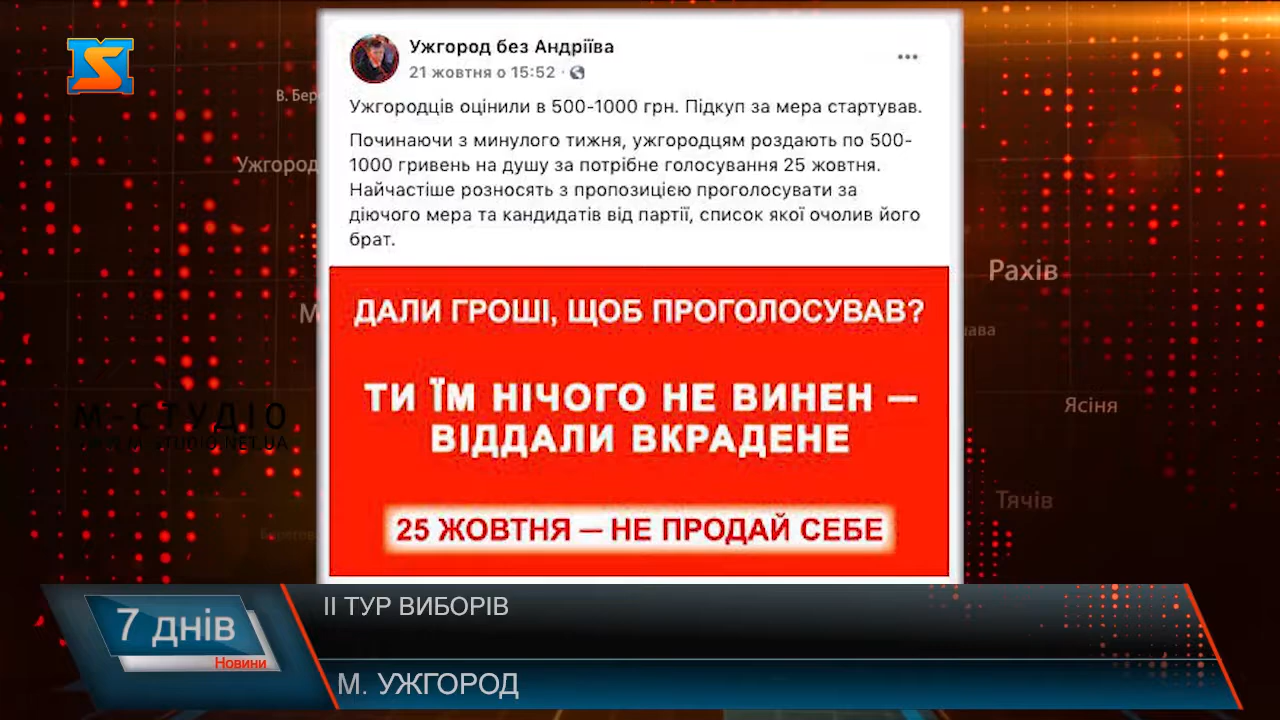 Ужгород без Андріїва
21 жовтня о 15:52
Ужгородців оцінили в 500-1000 грн. Підкуп за мера стартував.
Починаючи з минулого тижня, ужгородцям роздають по 500-
1000 гривень на душу за потрібне голосування 25 жовтня.
Найчастіше розносять з пропозицією проголосувати за
діючого мера та кандидатів від партії, список якої очолив його
брат.
ДАЛИ ГРОШІ, ЩОБ ПРОГОЛОСУВАВ?
ТИ ЇМ НІЧОГО НЕ ВИНЕН —
ВІДДАЛИ ВКРАДЕНЕ
25 ЖОВТНЯ — НЕ ПРОДАЙ СЕБЕ
В. Бере
Ужгород
Рахів
Ясіня
Тячів
М-СТУДІО
7 днів
Новини
ІІ ТУР ВИБОРІВ
М. УЖГОРОД